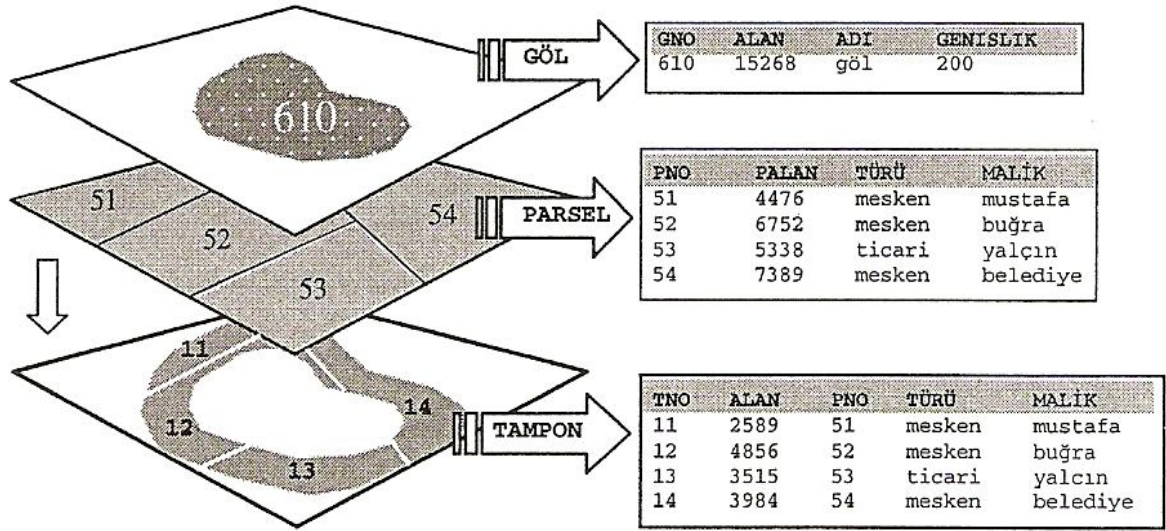 GÖL
GNO ALAN ADI GENISLIK
610 15268 göl 200
610
PARSEL
PNO PALAN TÜRÜ MALİK
51 4476 mesken mustafa
52 6752 mesken buğra
53 5338 ticari yalçın
54 7389 mesken belediye
51
52
53
54
TAMPON
TNO ALAN PNO TÜRÜ MALİK
11 2589 51 mesken mustafa
12 4856 52 mesken buğra
13 3515 53 ticari yalcın
14 3984 54 mesken belediye
11
12
13
14